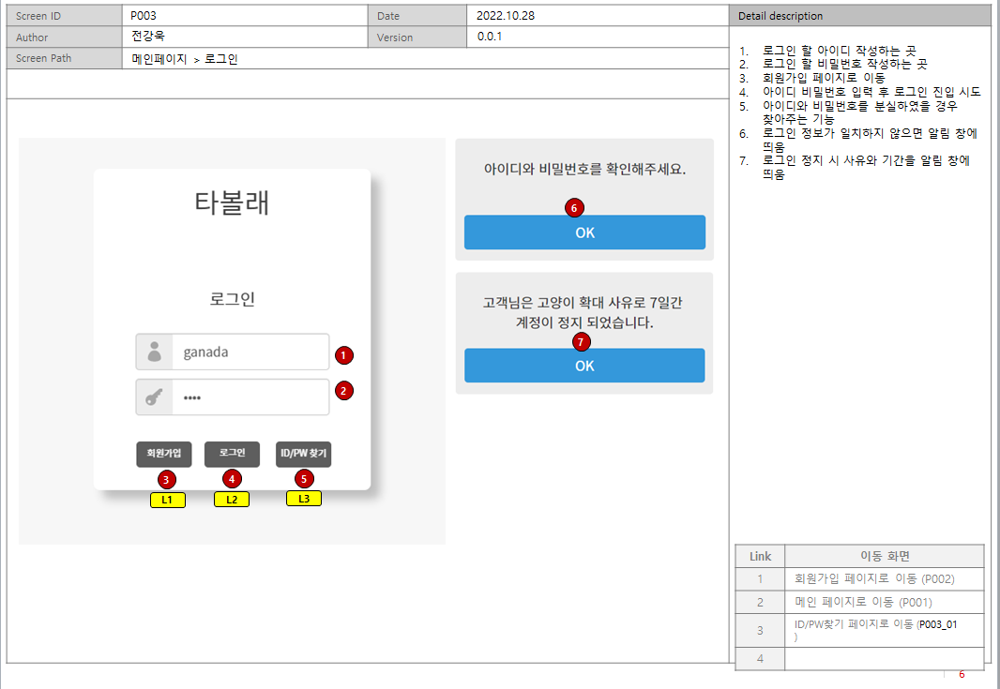 Screen ID P003 Date 2022.10.28 Detail description
Author 전강욱 Version 0.0.1
Screen Path 메인페이지 > 로그인
1. 로그인 할 아이디 작성하는 곳
2. 로그인 할 비밀번호 작성하는 곳
3. 회원가입 페이지로 이동
4. 아이디 비밀번호 입력 후 로그인 진입 시도
5. 아이디와 비밀번호를 분실하였을 경우
찾아주는 기능
6. 로그인 정보가 일치하지 않으면 알림 창에
띄움
7. 로그인 정지 시 사유와 기간을 알림 창에
띄움
타볼래
로그인
ganada
1
••••
2
회원가입 로그인 ID/PW 찾기
3 4 5
L1 L2 L3
아이디와 비밀번호를 확인해주세요.
6
OK
고객님은 고양이 확대 사유로 7일간
계정이 정지 되었습니다.
7
OK
Link 이동 화면
1 회원가입 페이지로 이동 (P002)
2 메인 페이지로 이동 (P001)
3 ID/PW찾기 페이지로 이동 (P003_01
)
4
6